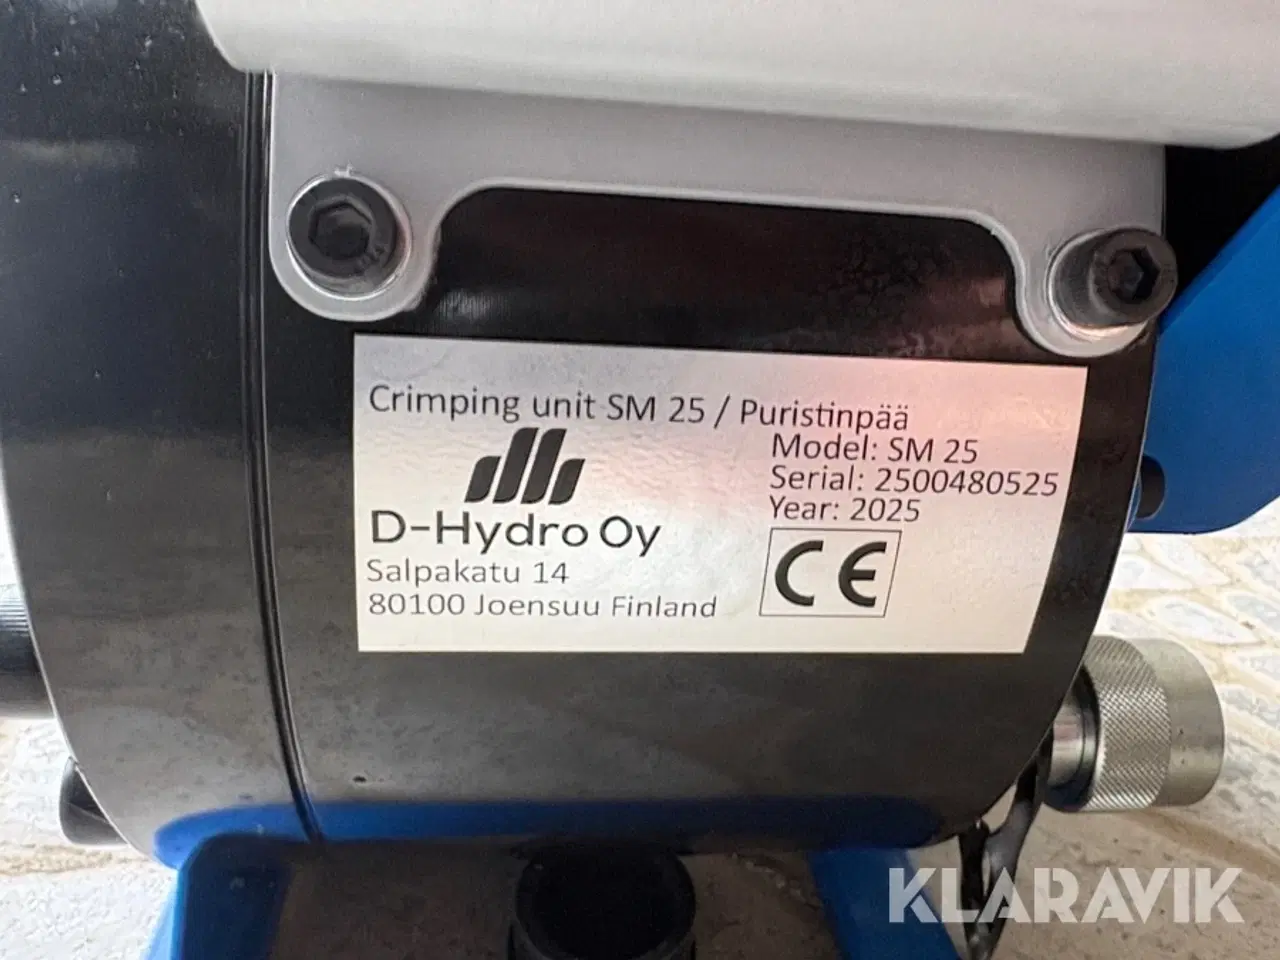 Crimping unit SM 25 / Puristinpää
Model: SM 25
Serial: 2500480525
Year: 2025
D-Hydro Oy
Salpakatu 14
80100 Joensuu Finland
CE
KLARAVIK